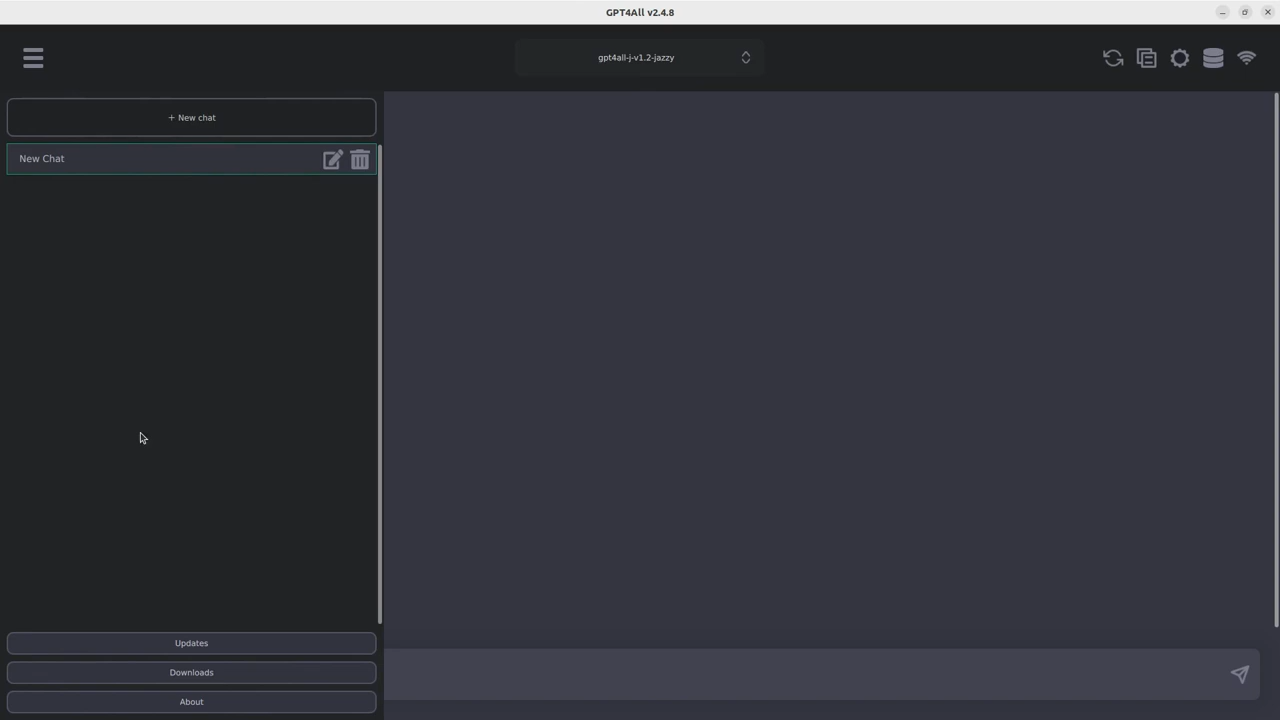 GPT4All v2.4.8
gpt4all-j-v1.2-jazzy
+ New chat
New Chat
Updates
Downloads
About